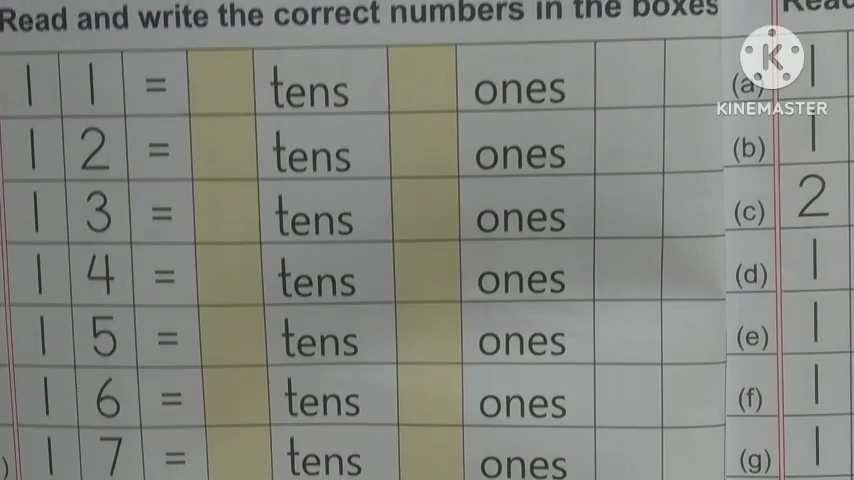 Read and write the correct numbers in the boxes
1 1 = tens ones (a) 1
K
KINEMASTER
1 2 = tens ones (b) 1
1 3 = tens ones (c) 2
1 4 = tens ones (d) 1
1 5 = tens ones (e) 1
1 6 = tens ones (f) 1
) 1 7 = tens ones (g) 1